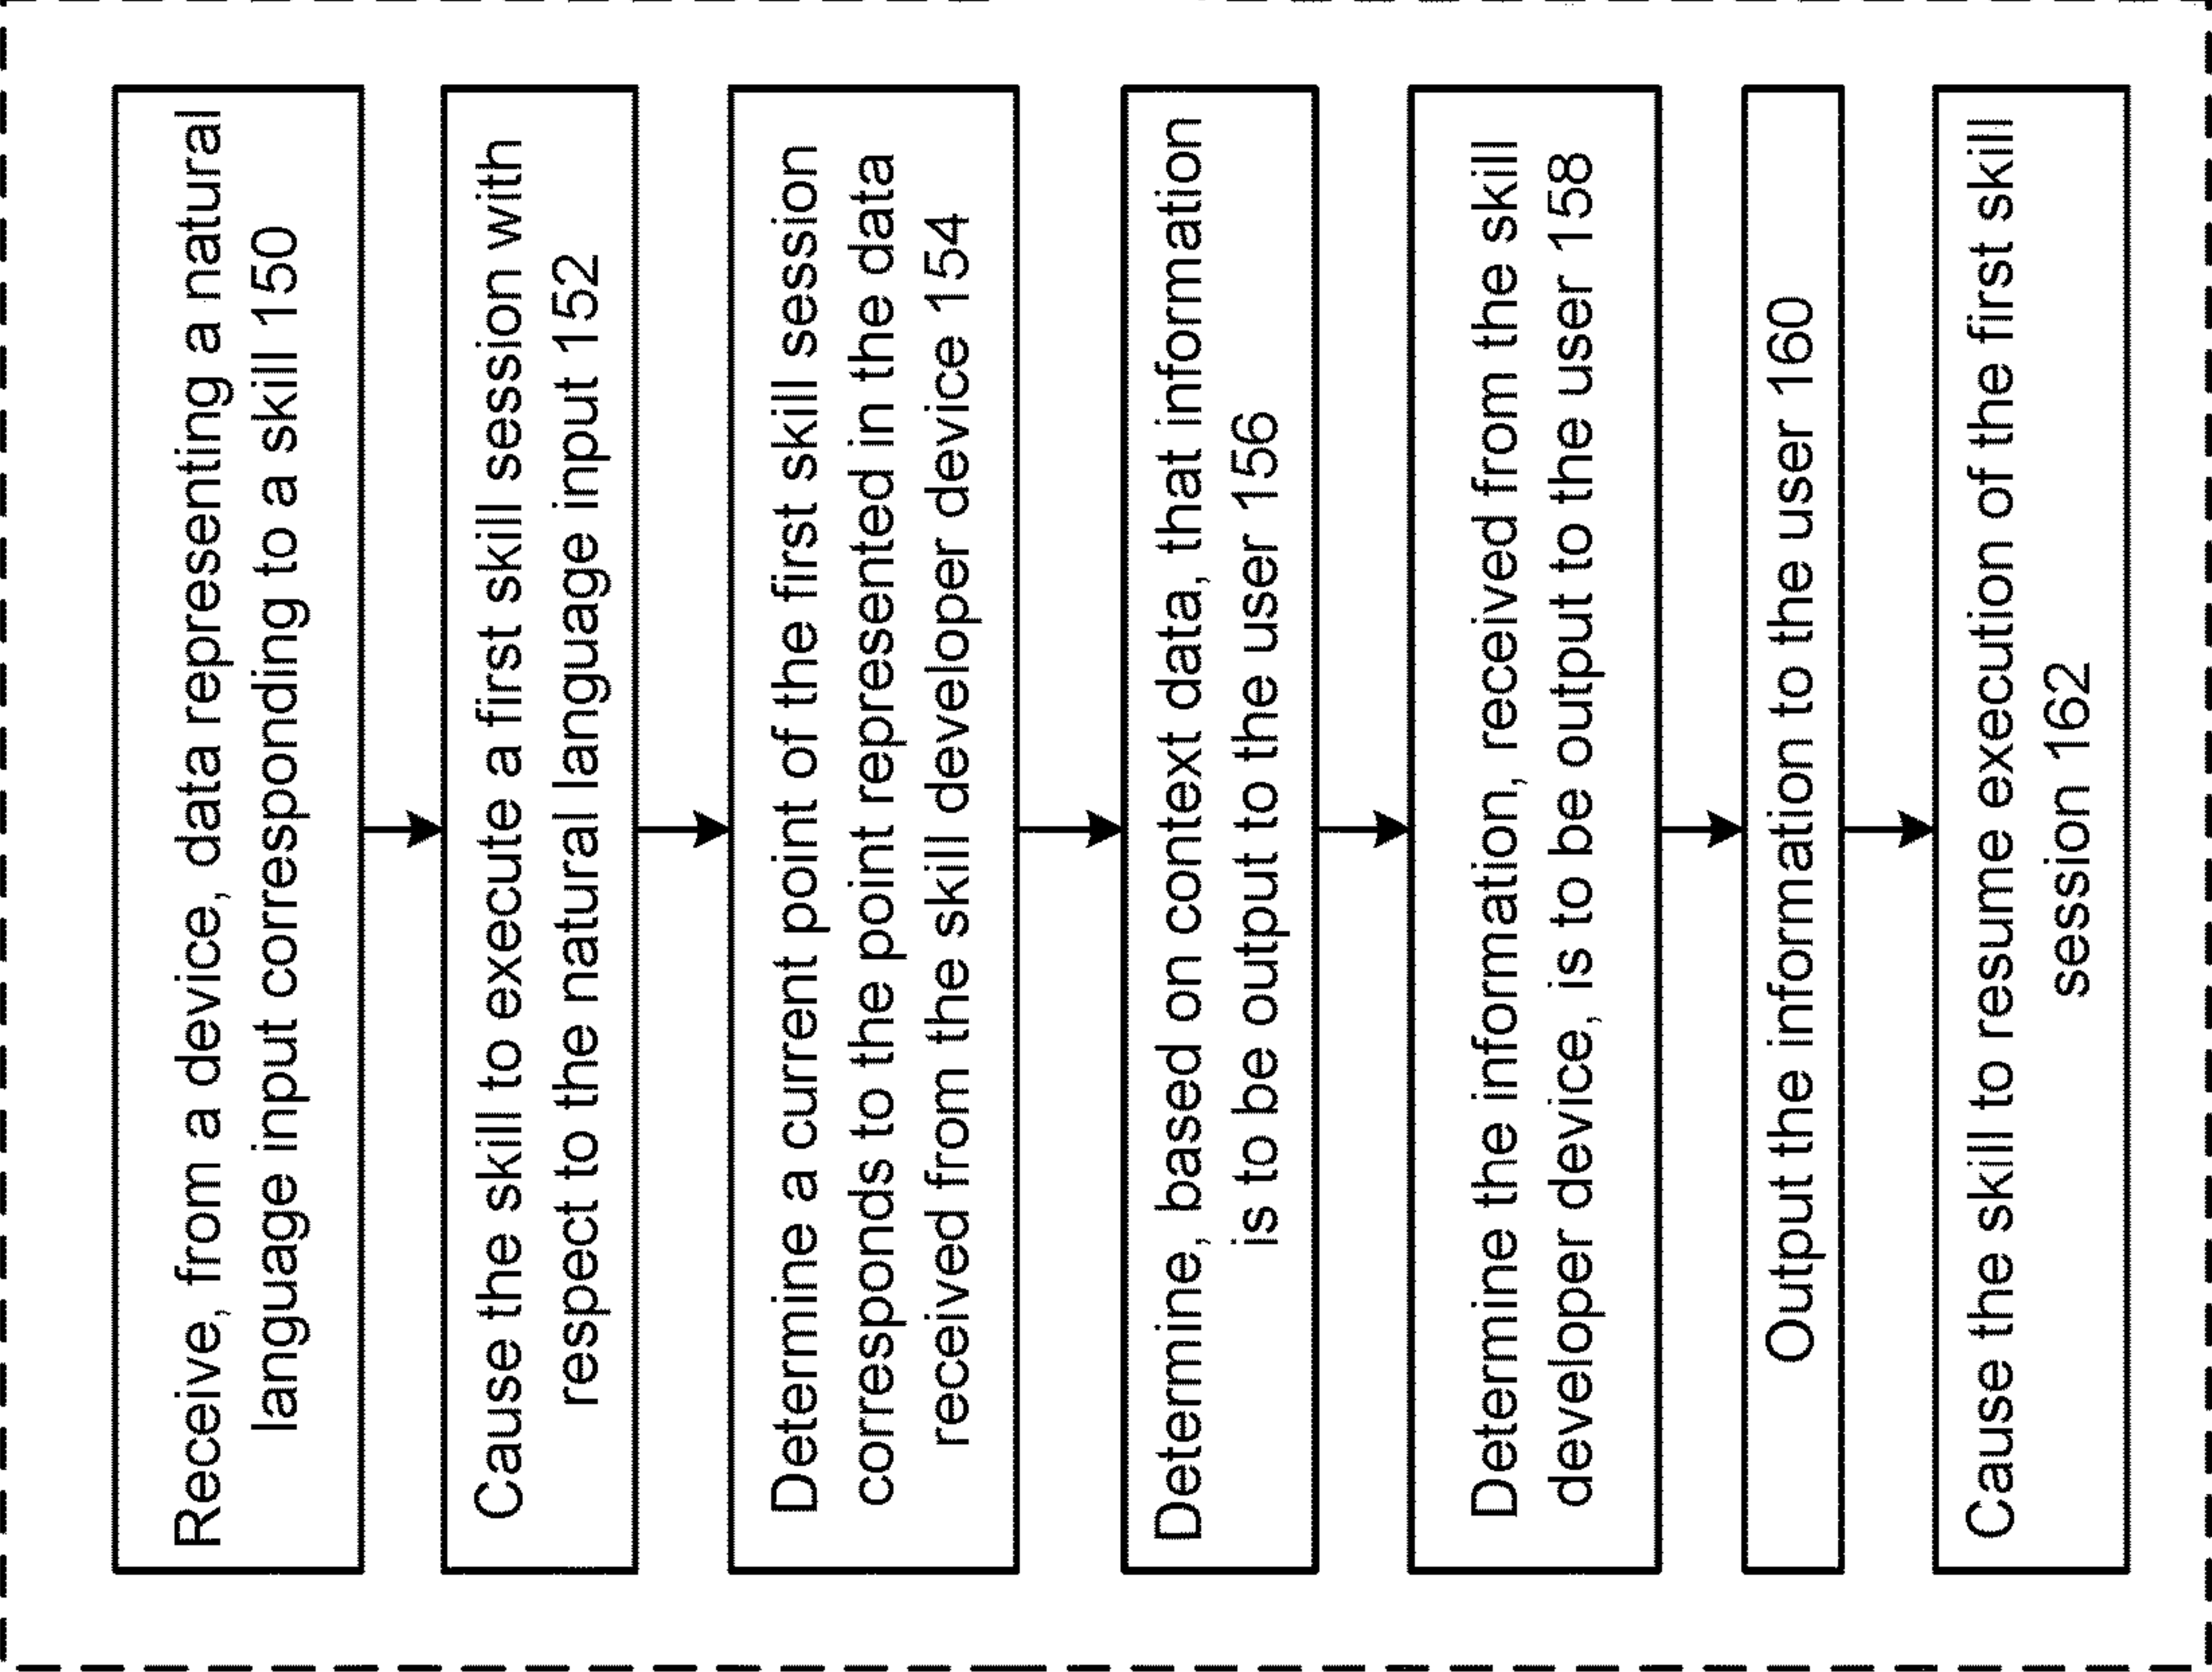 Receive, from a device, data representing a natural
language input corresponding to a skill 150
Cause the skill to execute a first skill session with
respect to the natural language input 152
Determine a current point of the first skill session
corresponds to the point represented in the data
received from the skill developer device 154
Determine, based on context data, that information
is to be output to the user 156
Determine the information, received from the skill
developer device, is to be output to the user 158
Output the information to the user 160
Cause the skill to resume execution of the first skill
session 162